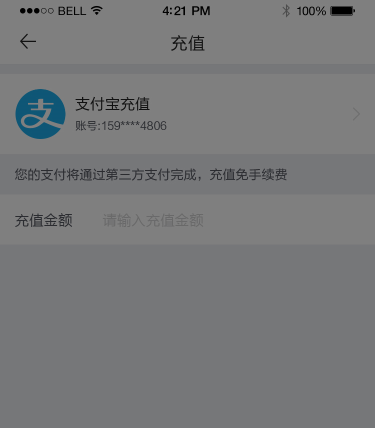 BELL 4:21 PM 100%
充值
支付宝充值
账号:159****4806
您的支付将通过第三方支付完成，充值免手续费
充值金额 请输入充值金额